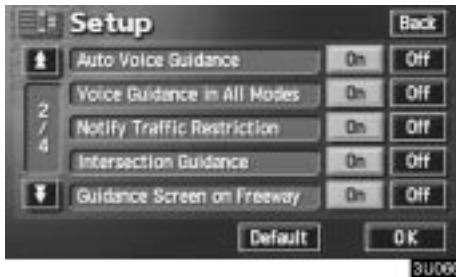 Setup Back
Auto Voice Guidance On Off
Voice Guidance in All Modes On Off
2
/
4
Notify Traffic Restriction On Off
Intersection Guidance On Off
Guidance Screen on Freeway On Off
Default OK